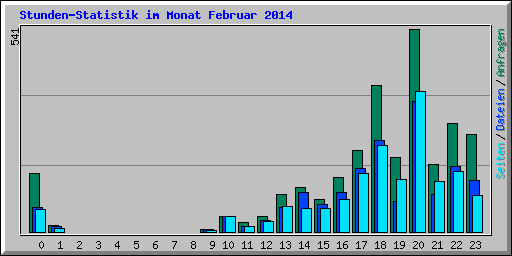 Stunden-Statistik im Monat Februar 2014
541
Seiten/Dateien/Anfragen
0 1 2 3 4 5 6 7 8 9 10 11 12 13 14 15 16 17 18 19 20 21 22 23